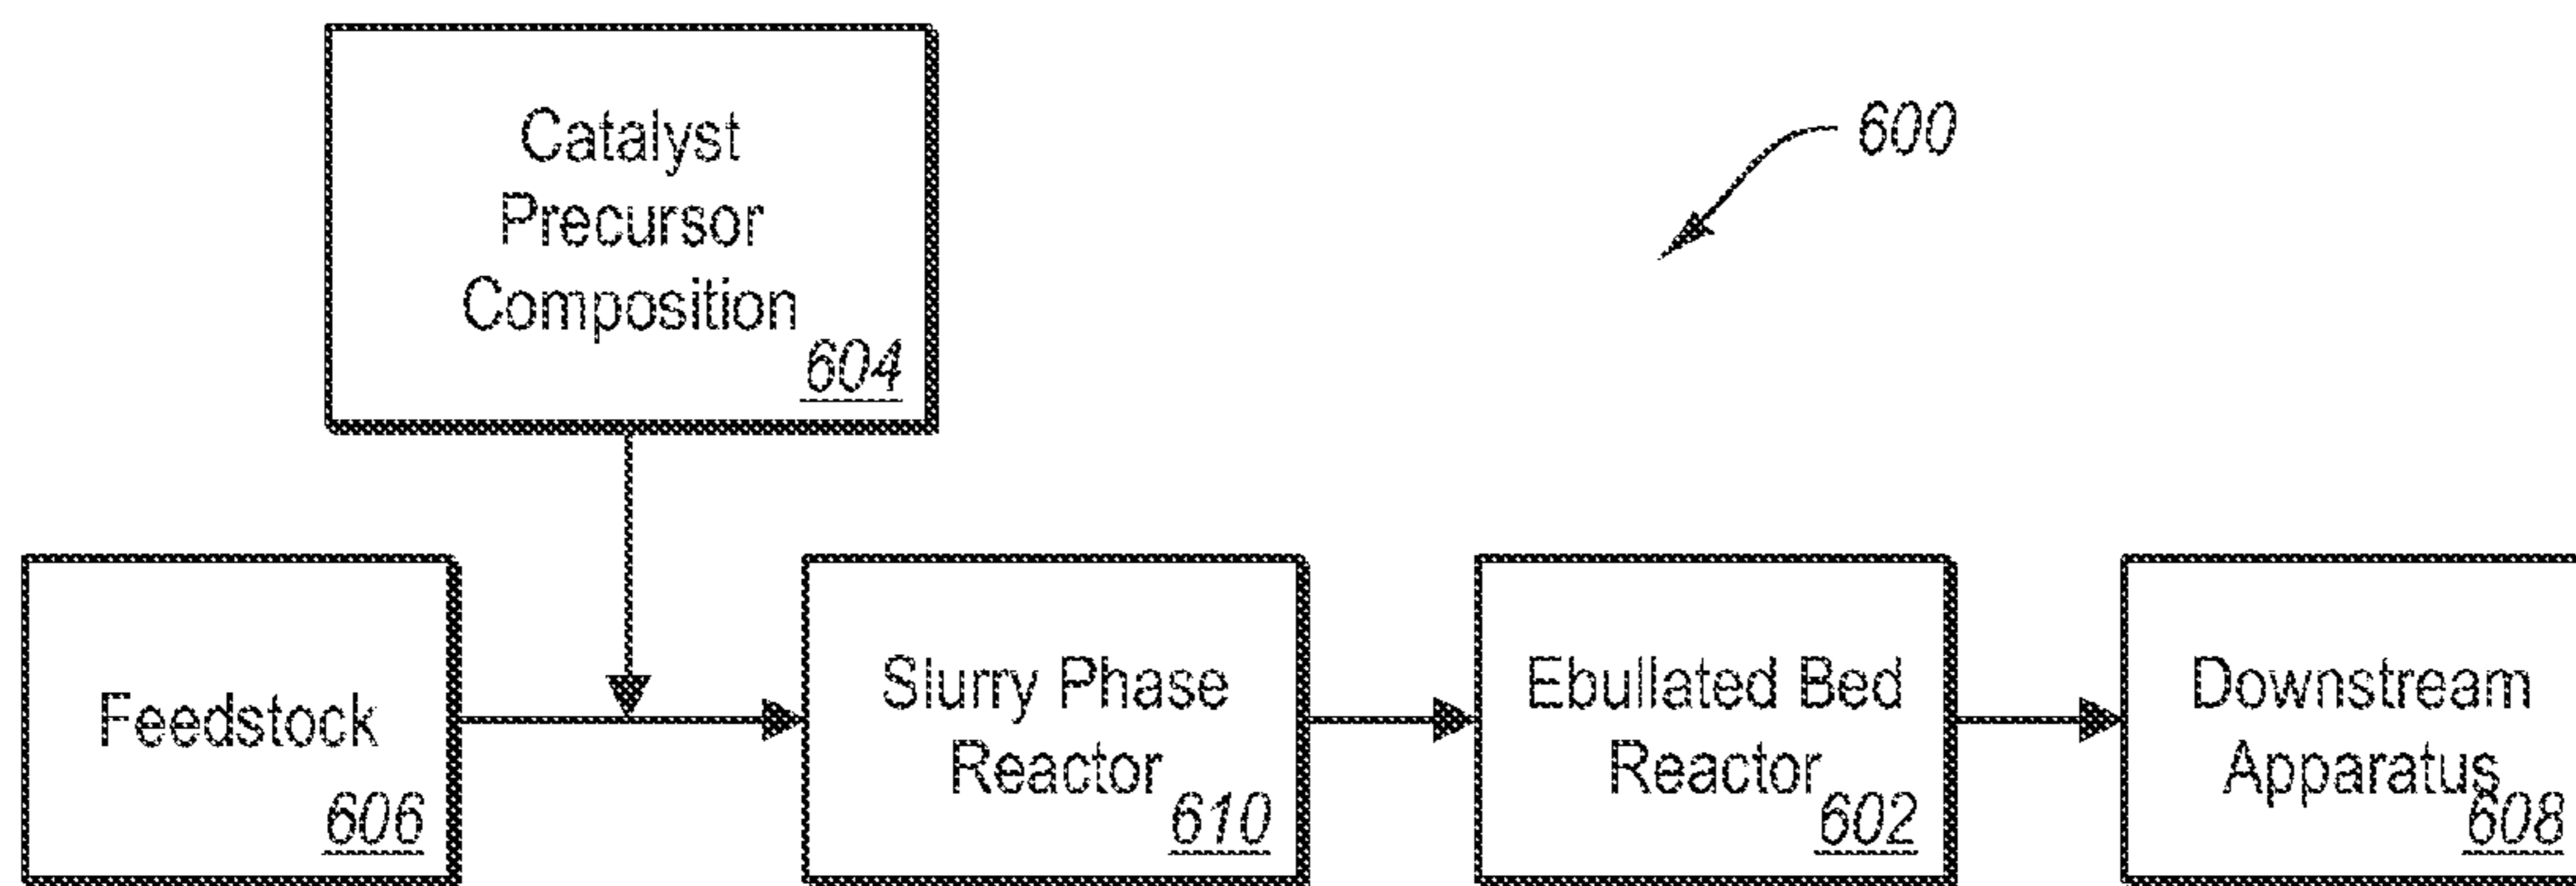 Catalyst
Precursor
Composition
604
600
Feedstock
606
Slurry Phase
Reactor
610
Ebullated Bed
Reactor
602
Downstream
Apparatus
608